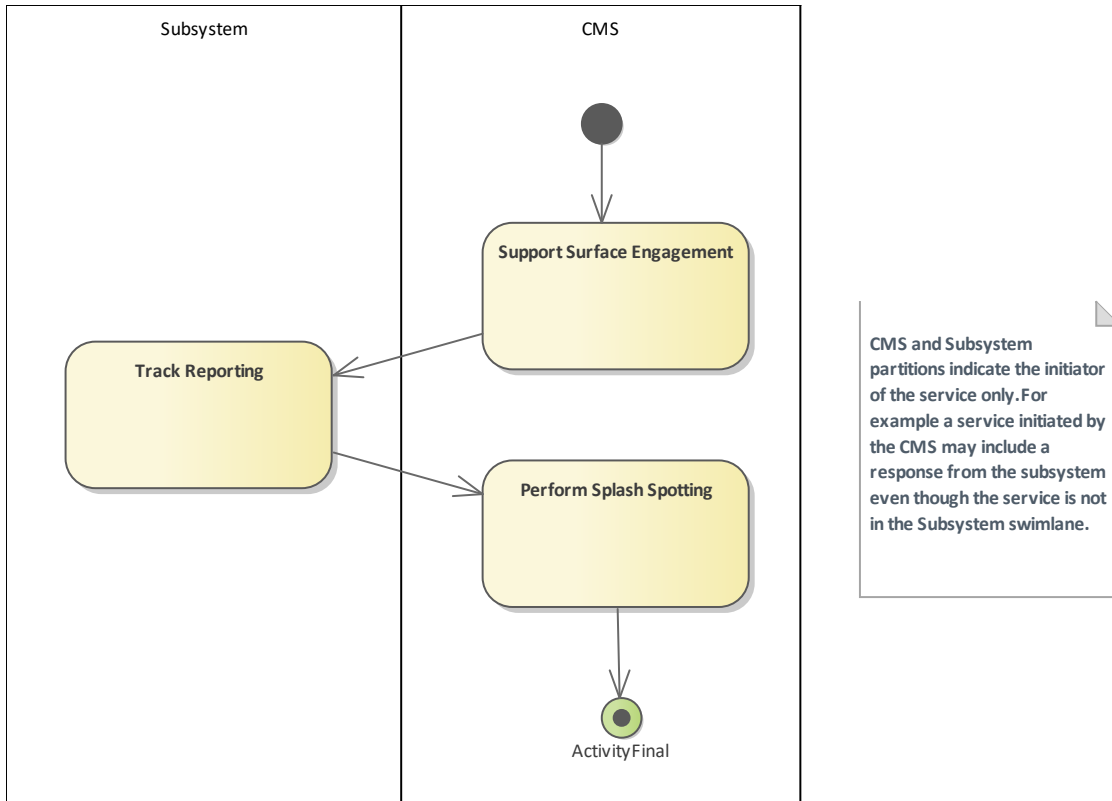 Subsystem
CMS
Support Surface Engagement
Track Reporting
Perform Splash Spotting
ActivityFinal
CMS and Subsystem
partitions indicate the initiator
of the service only.For
example a service initiated by
the CMS may include a
response from the subsystem
even though the service is not
in the Subsystem swimlane.